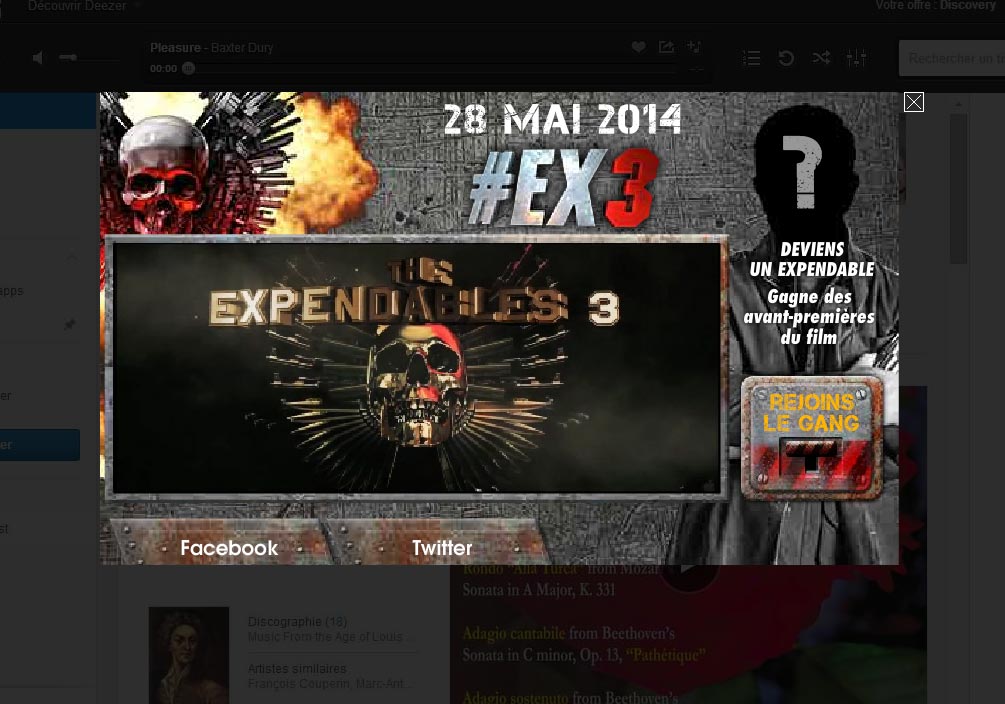 Découvrir Deezer
Votre offre : Discovery
Pleasure - Baxter Dury
00:00
Rechercher un
28 MAI 2014
#EX3
?
DEVIENS
UN EXPENDABLE
Gagne des
avant-premières
du film
THE
EXPENDABLES 3
REJOINS
LE GANG
apps
er
er
st
Facebook Twitter
Rondo "Alla Turca" from Mozar
Sonata in A Major, K. 331
Adagio cantabile from Beethoven's
Sonata in C minor, Op. 13, "Pathétique"
Adagio sostenuto from Beethoven's
Discographie (18)
Music From the Age of Louis ...
Artistes similaires
François Couperin, Marc-Ant...